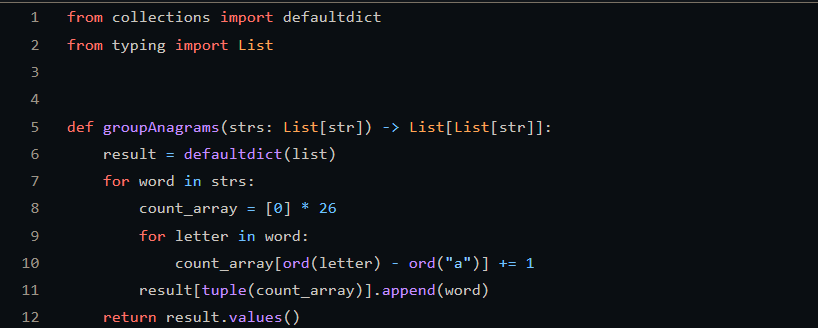 1 from collections import defaultdict
2 from typing import List
3
4
5 def groupAnagrams(strs: List[str]) -> List[List[str]]:
6     result = defaultdict(list)
7     for word in strs:
8         count_array = [0] * 26
9         for letter in word:
10             count_array[ord(letter) - ord("a")] += 1
11         result[tuple(count_array)].append(word)
12     return result.values()